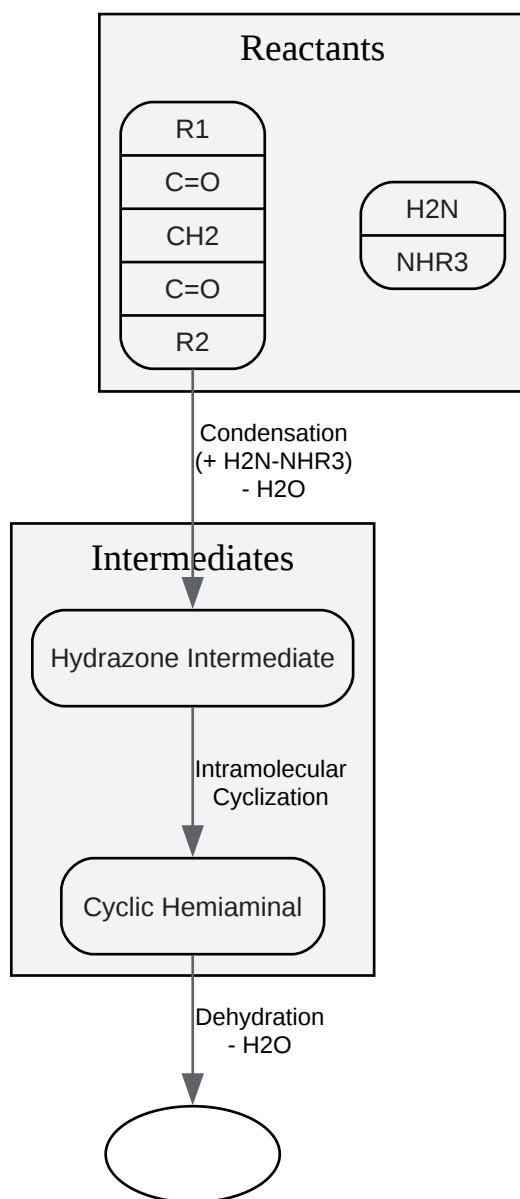 Reactants
R1
C=O
CH2
C=O
R2
H2N
NHR3
Condensation
(+ H2N-NHR3)
- H2O
Intermediates
Hydrazone Intermediate
Intramolecular
Cyclization
Cyclic Hemiaminal
Dehydration
- H2O